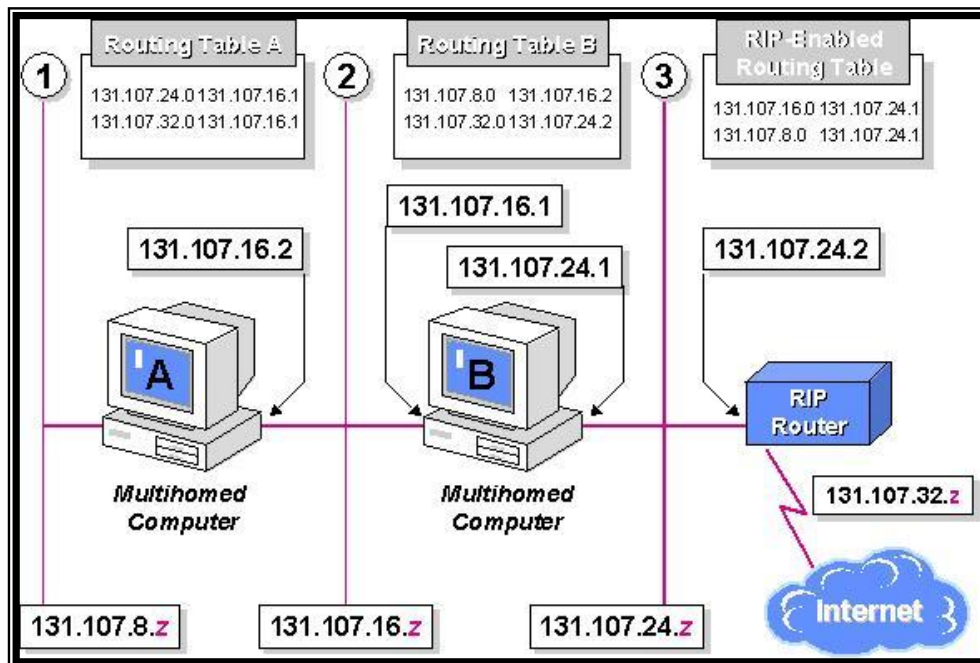 Routing Table A
Routing Table B
RIP-Enabled
Routing Table
1
2
3
131.107.24.0 131.107.16.1
131.107.32.0 131.107.16.1
131.107.8.0 131.107.16.2
131.107.32.0 131.107.24.2
131.107.16.0 131.107.24.1
131.107.8.0 131.107.24.1
131.107.16.1
131.107.16.2
131.107.24.1
131.107.24.2
A
B
RIP
Router
Multihomed
Computer
Multihomed
Computer
131.107.32.z
131.107.8.z
131.107.16.z
131.107.24.z
Internet